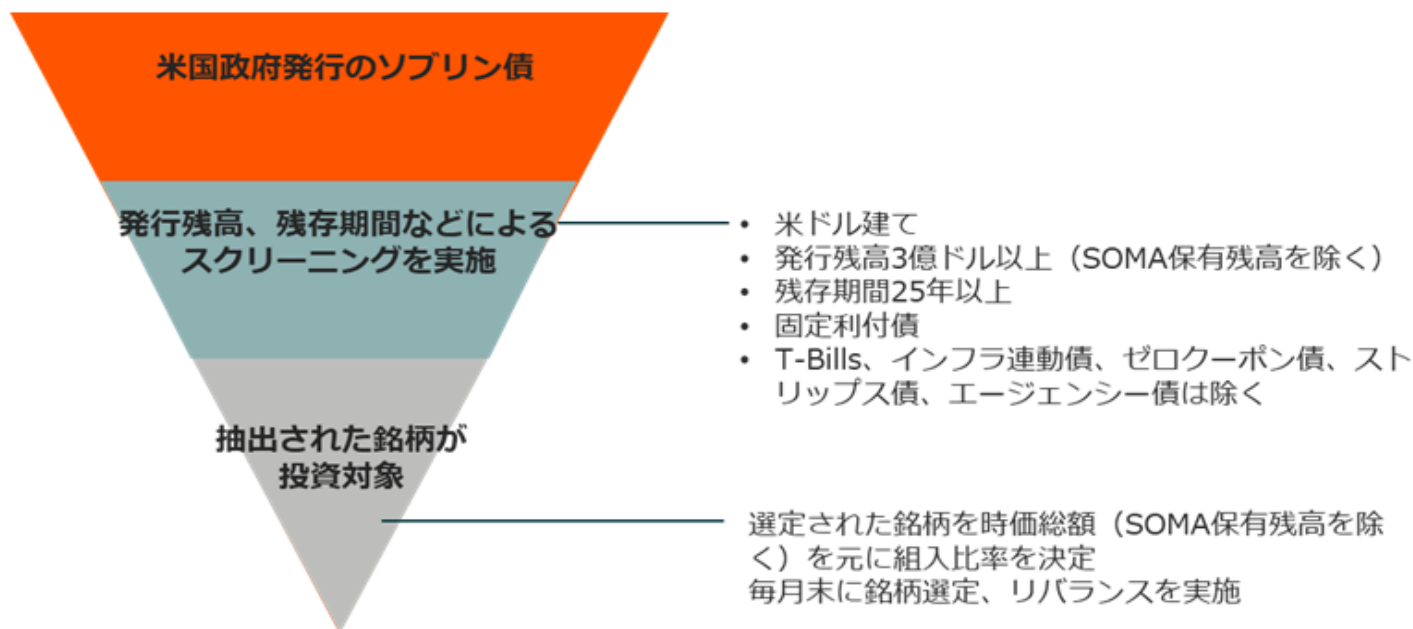 米国政府発行のソブリン債
発行残高、残存期間などによる
スクリーニングを実施
• 米ドル建て
• 発行残高3億ドル以上（SOMA保有残高を除く）
• 残存期間25年以上
• 固定利付債
• T-Bills、インフラ連動債、ゼロクーポン債、スト
リップス債、エージェンシー債は除く
抽出された銘柄が
投資対象
選定された銘柄を時価総額（SOMA保有残高を除
く）を元に組入比率を決定
毎月末に銘柄選定、リバランスを実施